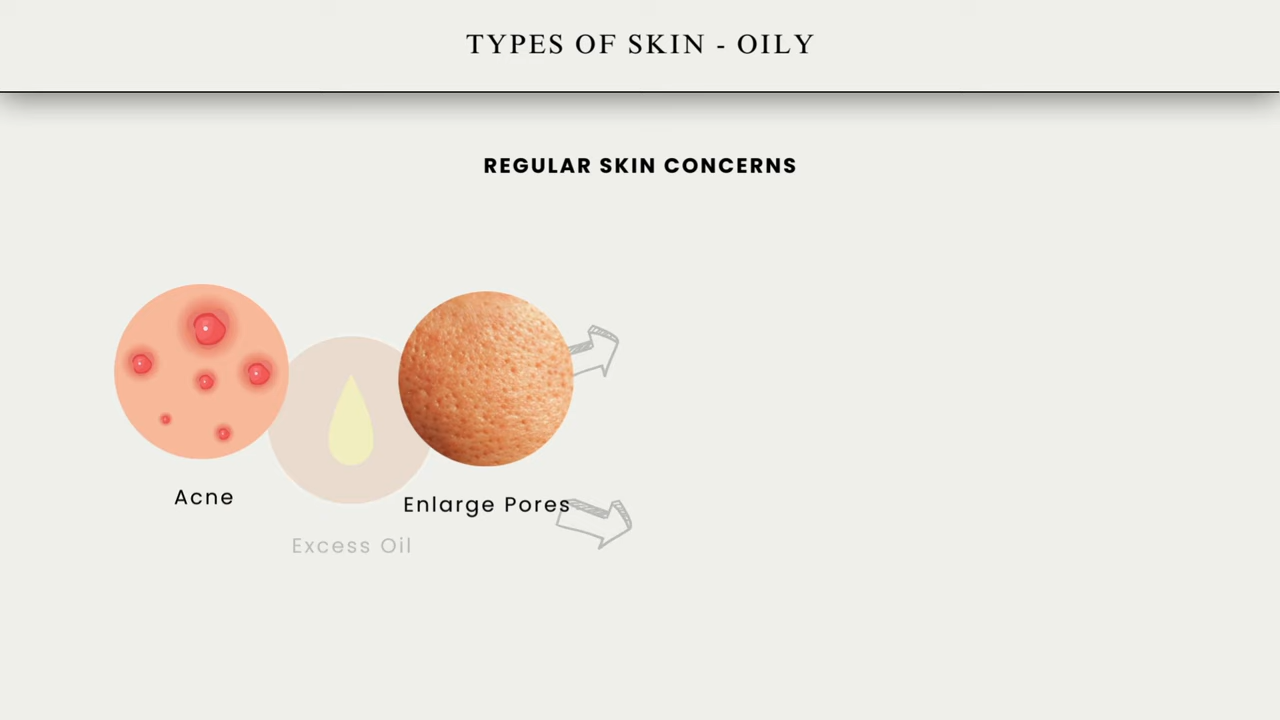 TYPES OF SKIN - OILY
REGULAR SKIN CONCERNS
Acne
Enlarge Pores
Excess Oil